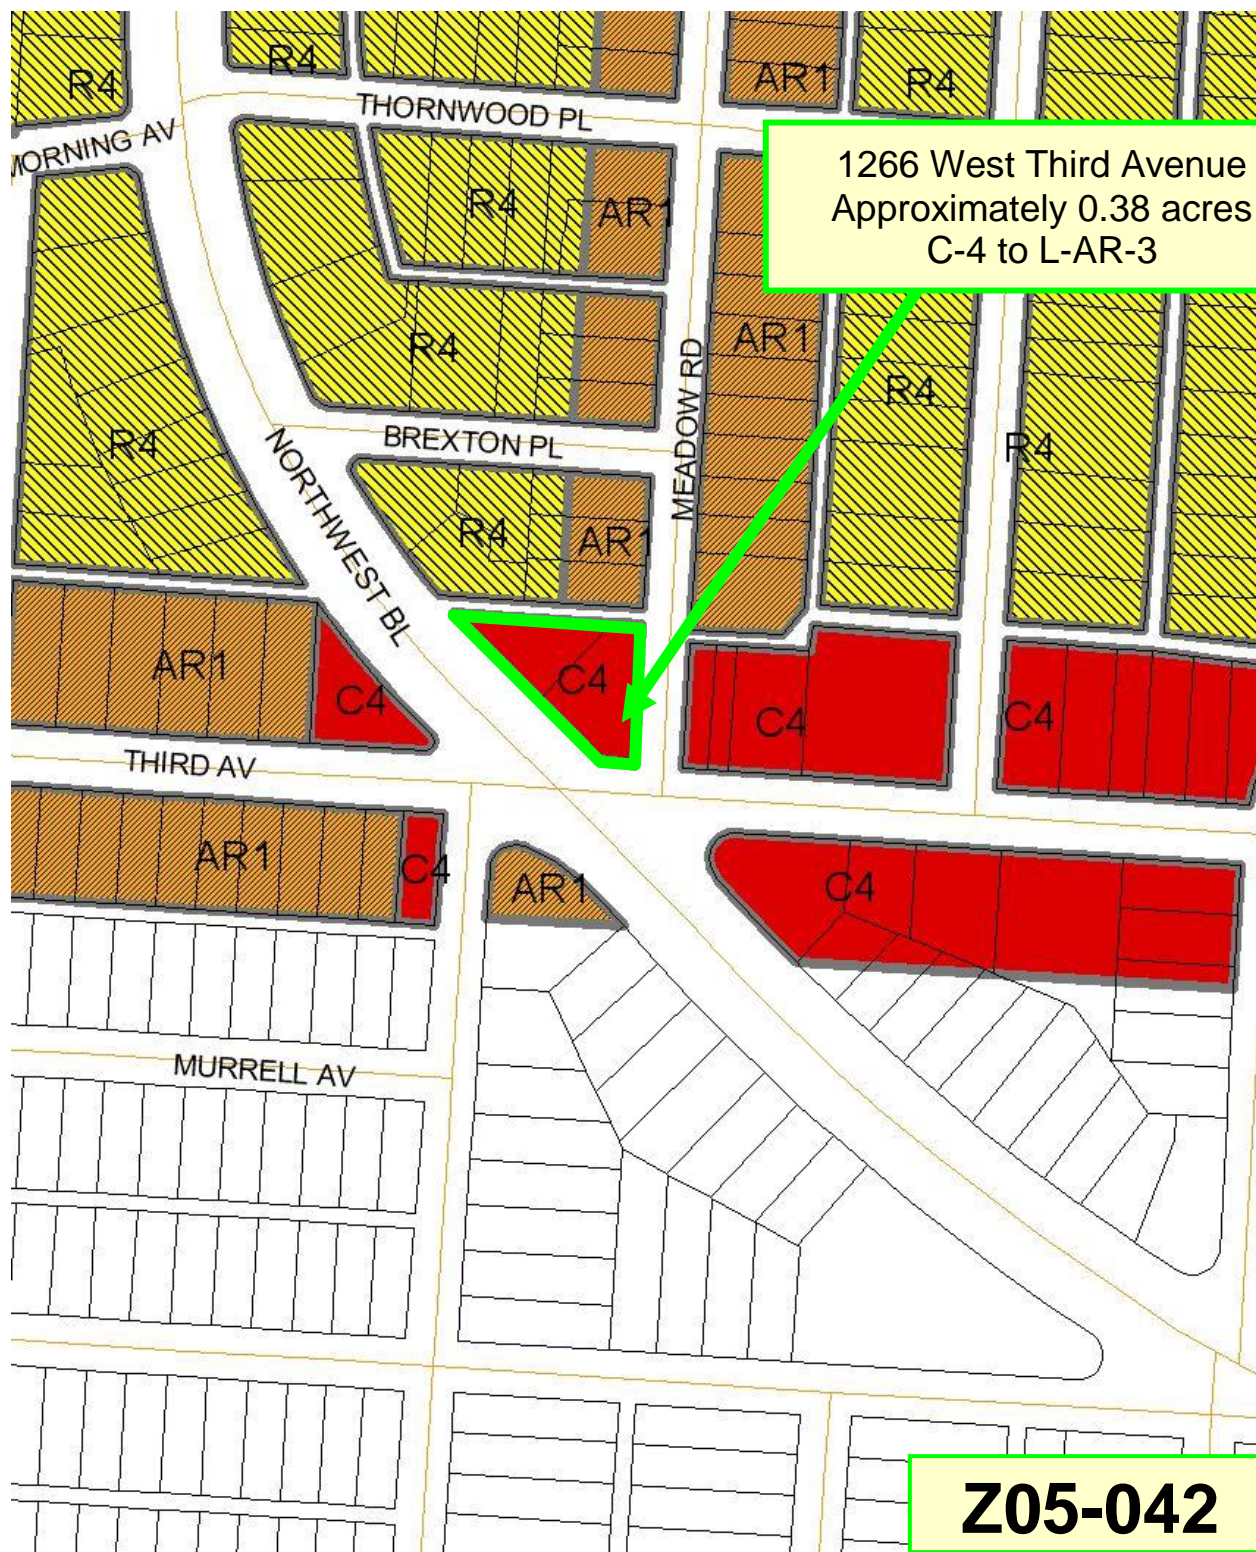 R4
R4
AR1
R4
THORNWOOD PL
MORNING AV
1266 West Third Avenue
Approximately 0.38 acres
C-4 to L-AR-3
R4
AR1
R4
AR1
R4
MEADOW RD
BREXTON PL
R4
R4
NORTHWEST BL
R4
AR1
AR1
C4
C4
C4
C4
THIRD AV
AR1
C4
AR1
C4
MURRELL AV
Z05-042